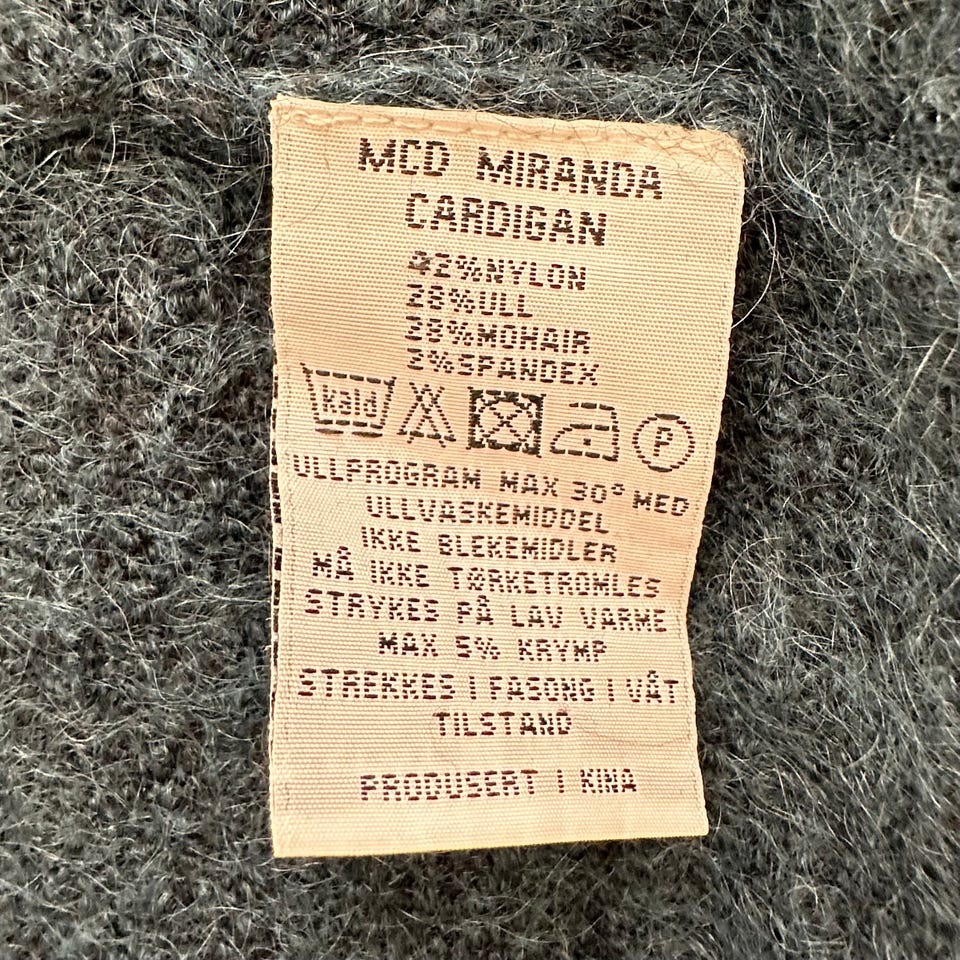 MCD MIRANDA
CARDIGAN
42%NYLON
28%ULL
28%MOHAIR
2%SPANDEX
kald P
ULLPROGRAM MAX 30° MED
ULLVASKEMIDDEL
IKKE BLEKEMIDLER
MÅ IKKE TØRKETROMLES
STRYKES PÅ LAV VARME
MAX 5% KRYMP
STREKKES I FASONG I VÅT
TILSTAND
PRODUSERT I KINA